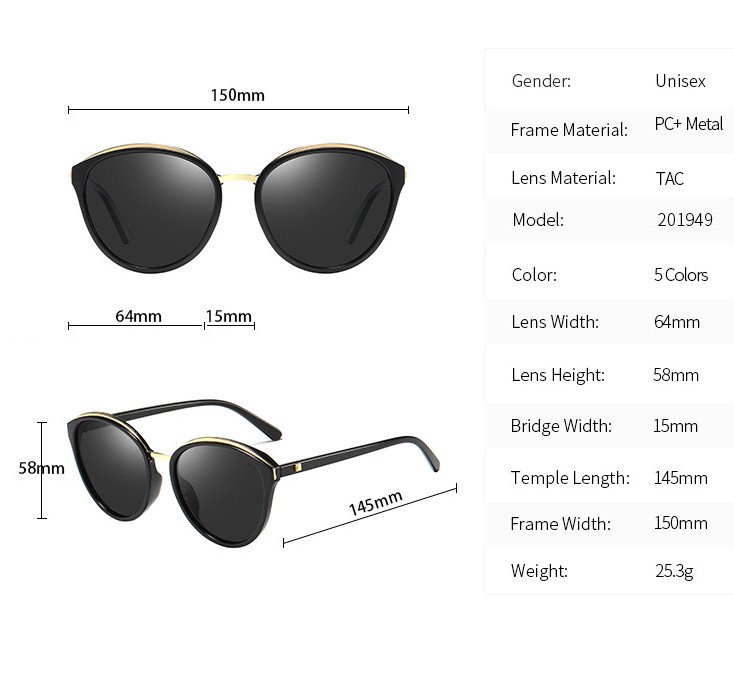 150mm
64mm
15mm
58mm
145mm
Gender: Unisex
Frame Material: PC+ Metal
Lens Material: TAC
Model: 201949
Color: 5 Colors
Lens Width: 64mm
Lens Height: 58mm
Bridge Width: 15mm
Temple Length: 145mm
Frame Width: 150mm
Weight: 25.3g